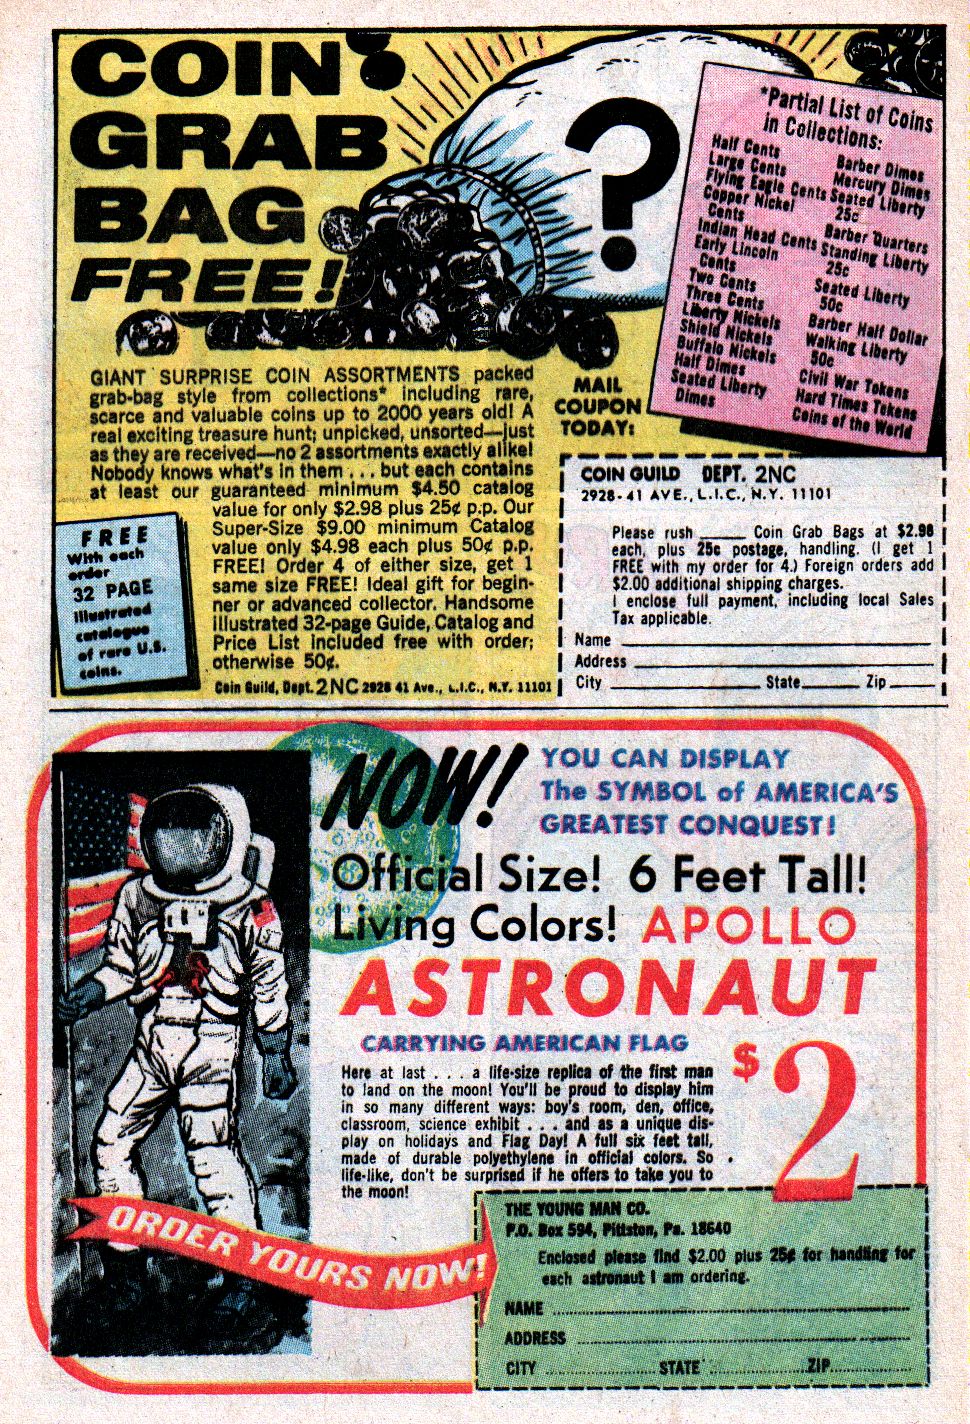 COIN
GRAB
BAG
FREE!
?
*Partial List of Coins
in Collections:
Half Cents
Large Cents
Flying Eagle Cents
Copper Nickel
Cents
Indian Head Cents
Early Lincoln
Cents
Two Cents
Three Cents
Liberty Nickels
Shield Nickels
Buffalo Nickels
Half Dimes
Seated Liberty
Dimes
Barber Dimes
Mercury Dimes
Seated Liberty
25c
Barber Quarters
Standing Liberty
25c
Seated Liberty
50c
Barber Half Dollar
Walking Liberty
50c
Civil War Tokens
Hard Times Tokens
Coins of the World
GIANT SURPRISE COIN ASSORTMENTS packed
grab-bag style from collections* including rare,
scarce and valuable coins up to 2000 years old! A
real exciting treasure hunt; unpicked, unsorted—just
as they are received—no 2 assortments exactly alike!
Nobody knows what's in them . . . but each contains
at least our guaranteed minimum $4.50 catalog
value for only $2.98 plus 25¢ p.p. Our
Super-Size $9.00 minimum Catalog
value only $4.98 each plus 50¢ p.p.
FREE! Order 4 of either size, get 1
same size FREE! Ideal gift for begin-
ner or advanced collector. Handsome
Illustrated 32-page Guide, Catalog and
Price List included free with order;
otherwise 50¢.
Coin Guild, Dept. 2NC 2928 41 Ave., L.I.C., N.Y. 11101
FREE
With each
order
32 PAGE
Illustrated
catalogue
of rare U.S.
coins.
MAIL
COUPON
TODAY:
COIN GUILD DEPT. 2NC
2928-41 AVE., L.I.C., N.Y. 11101
Please rush ______ Coin Grab Bags at $2.98
each, plus 25c postage, handling. (I get 1
FREE with my order for 4.) Foreign orders add
$2.00 additional shipping charges.
I enclose full payment, including local Sales
Tax applicable.
Name
Address
City State Zip
NOW!
YOU CAN DISPLAY
The SYMBOL of AMERICA'S
GREATEST CONQUEST!
Official Size! 6 Feet Tall!
Living Colors! APOLLO
ASTRONAUT
CARRYING AMERICAN FLAG
$2
Here at last . . . a life-size replica of the first man
to land on the moon! You'll be proud to display him
in so many different ways: boy's room, den, office,
classroom, science exhibit . . . and as a unique dis-
play on holidays and Flag Day! A full six feet tall,
made of durable polyethylene in official colors. So
life-like, don't be surprised if he offers to take you to
the moon!
ORDER YOURS NOW!
THE YOUNG MAN CO.
P.O. Box 594, Pittston, Pa. 18640
Enclosed please find $2.00 plus 25¢ for handling for
each astronaut I am ordering.
NAME
ADDRESS
CITY STATE ZIP